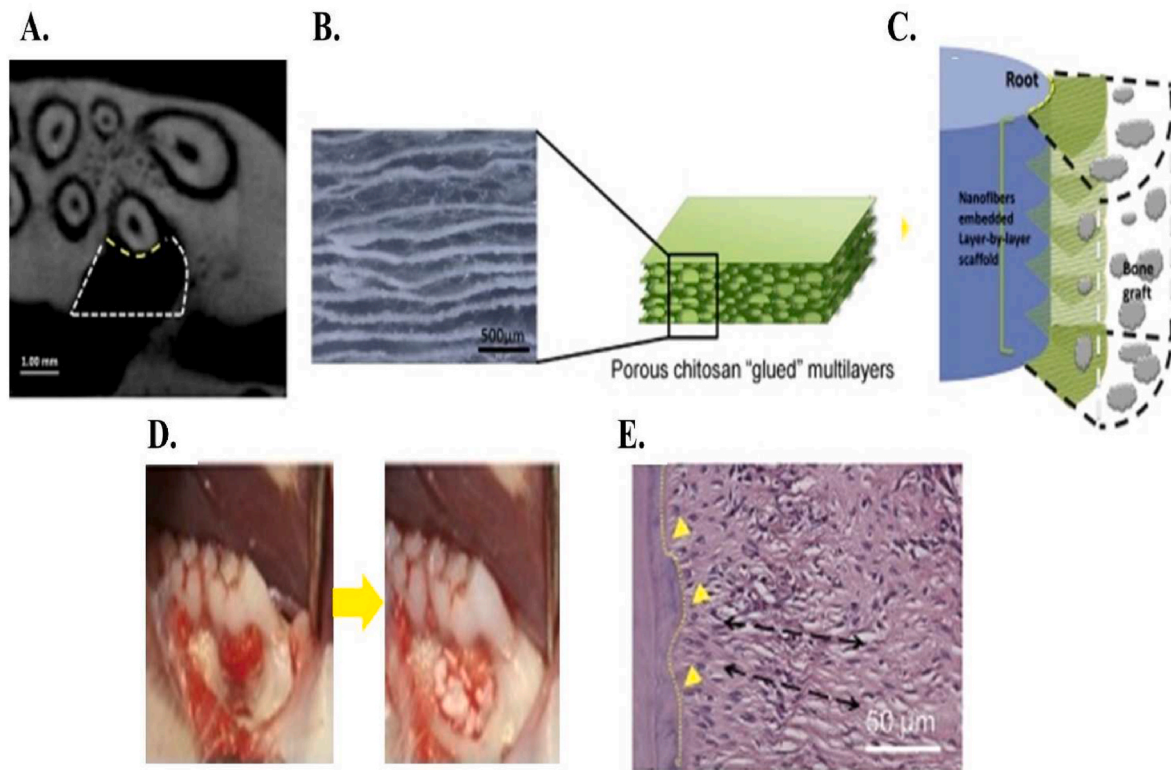 A.
B.
C.
1.00 mm
500μm
Porous chitosan "glued" multilayers
Root
Nanofibers
embedded
Layer-by-layer
scaffold
Bone
graft
D.
E.
50 μm